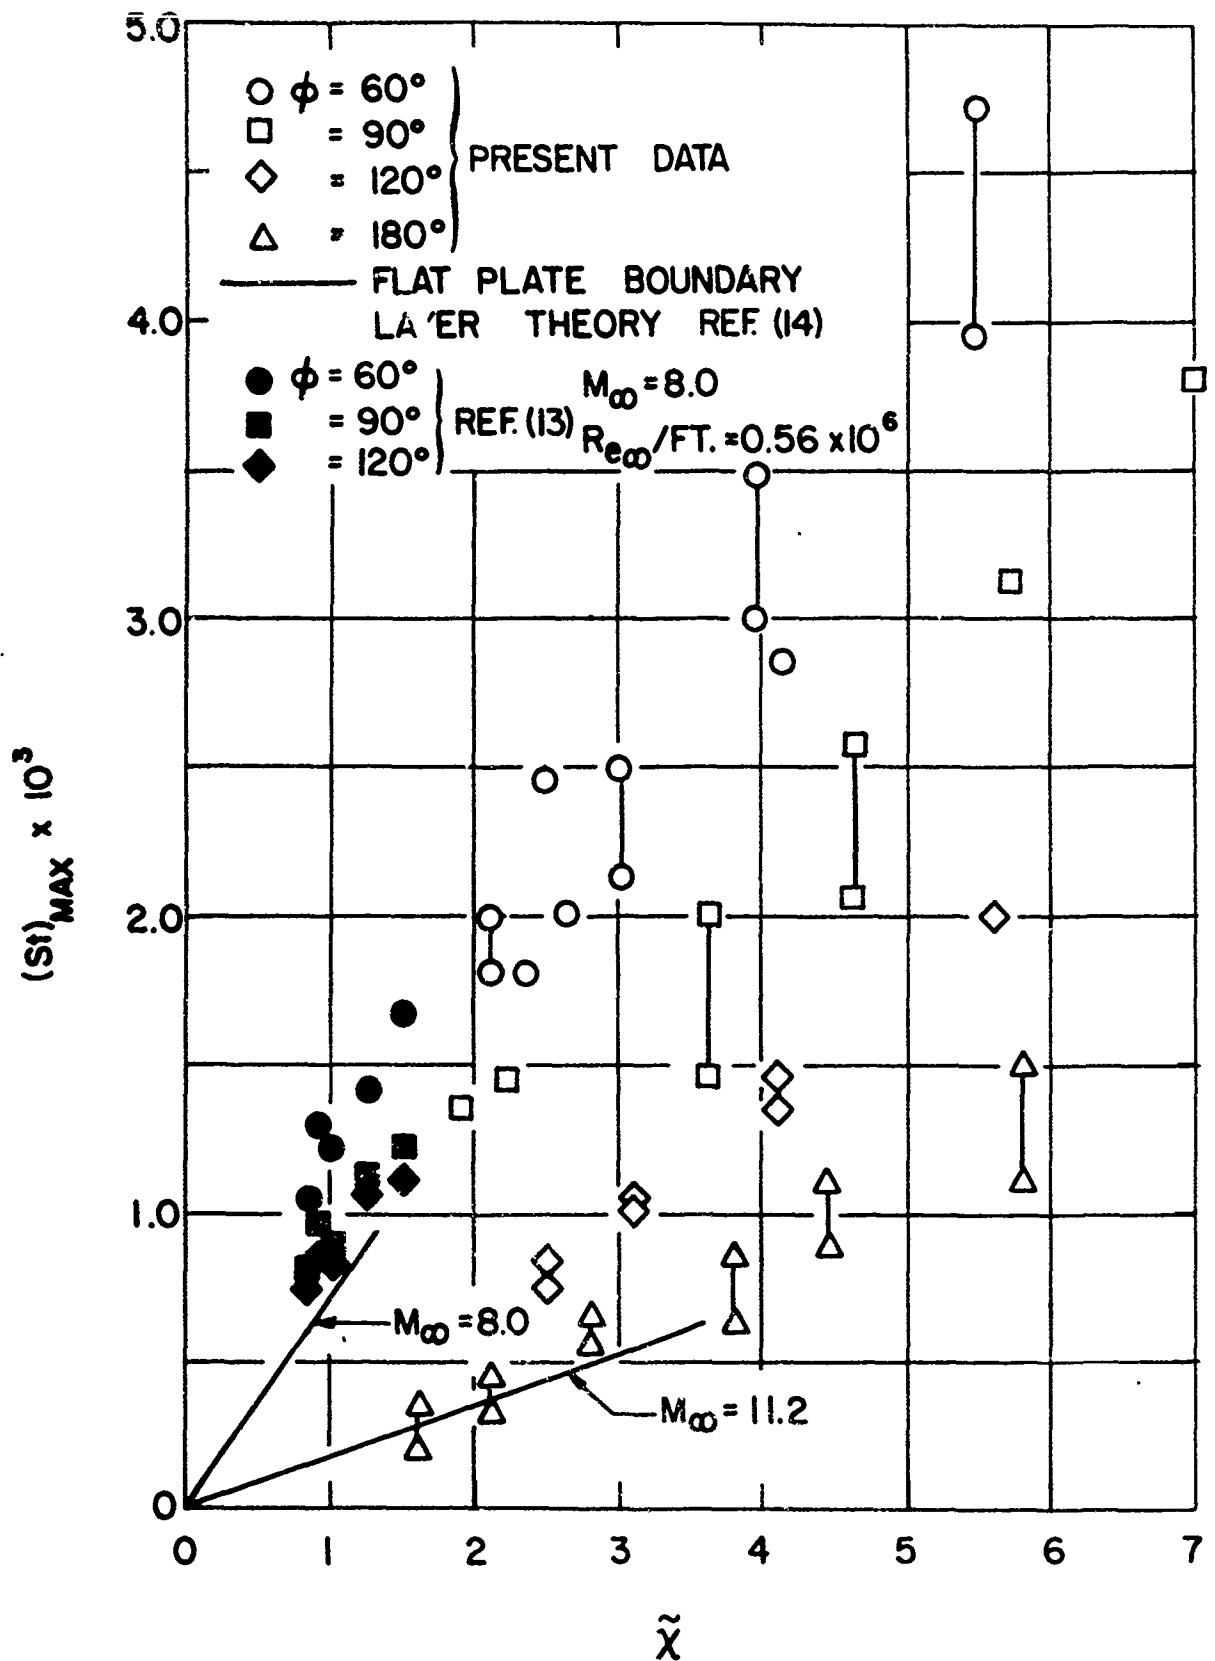 5.0
φ = 60°
= 90°
= 120°
= 180°
PRESENT DATA
FLAT PLATE BOUNDARY
LA'ER THEORY REF. (14)
4.0
φ = 60°
= 90°
= 120°
REF. (13)
M∞ = 8.0
Re∞/FT. = 0.56 x10⁶
3.0
(St)MAX x 10³
2.0
1.0
M∞ = 8.0
M∞ = 11.2
0
0 1 2 3 4 5 6 7
χ̃